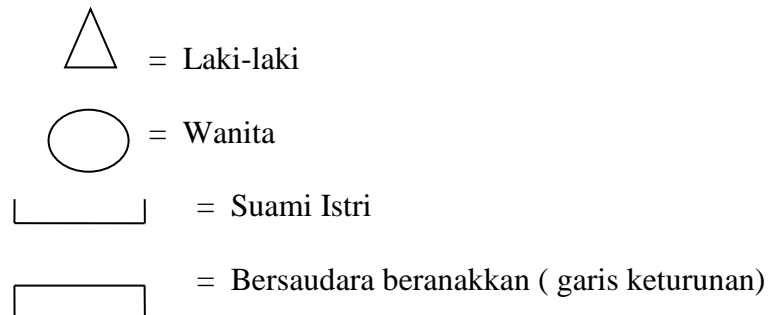 = Laki-laki
= Wanita
= Suami Istri
= Bersaudara beranakkan ( garis keturunan)